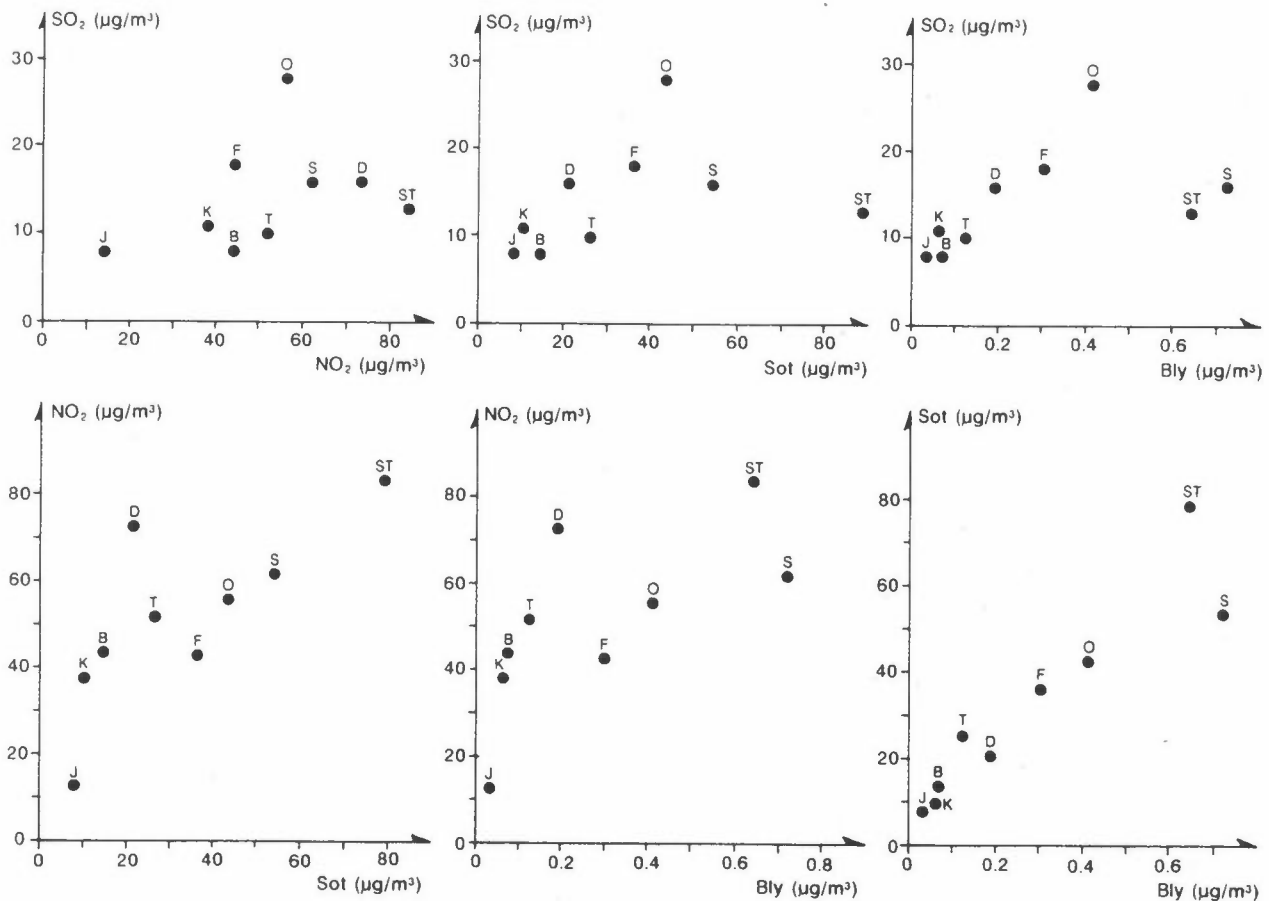 SO₂ (µg/m³)
30
20
10
0
O
F
S
D
ST
K
T
J
B
0 20 40 60 80
NO₂ (µg/m³)
SO₂ (µg/m³)
30
20
10
0
O
F
D
S
ST
K
T
J
B
0 20 40 60 80
Sot (µg/m³)
SO₂ (µg/m³)
30
20
10
0
O
F
D
S
ST
K
T
J
B
0 0.2 0.4 0.6
Bly (µg/m³)
NO₂ (µg/m³)
80
60
40
20
0
ST
D
S
O
T
B
F
K
J
0 20 40 60 80
Sot (µg/m³)
NO₂ (µg/m³)
80
60
40
20
0
ST
D
S
O
T
B
F
K
J
0 0.2 0.4 0.6 0.8
Bly (µg/m³)
Sot (µg/m³)
80
60
40
20
0
ST
S
O
F
T
D
B
J
K
0 0.2 0.4 0.6
Bly (µg/m³)